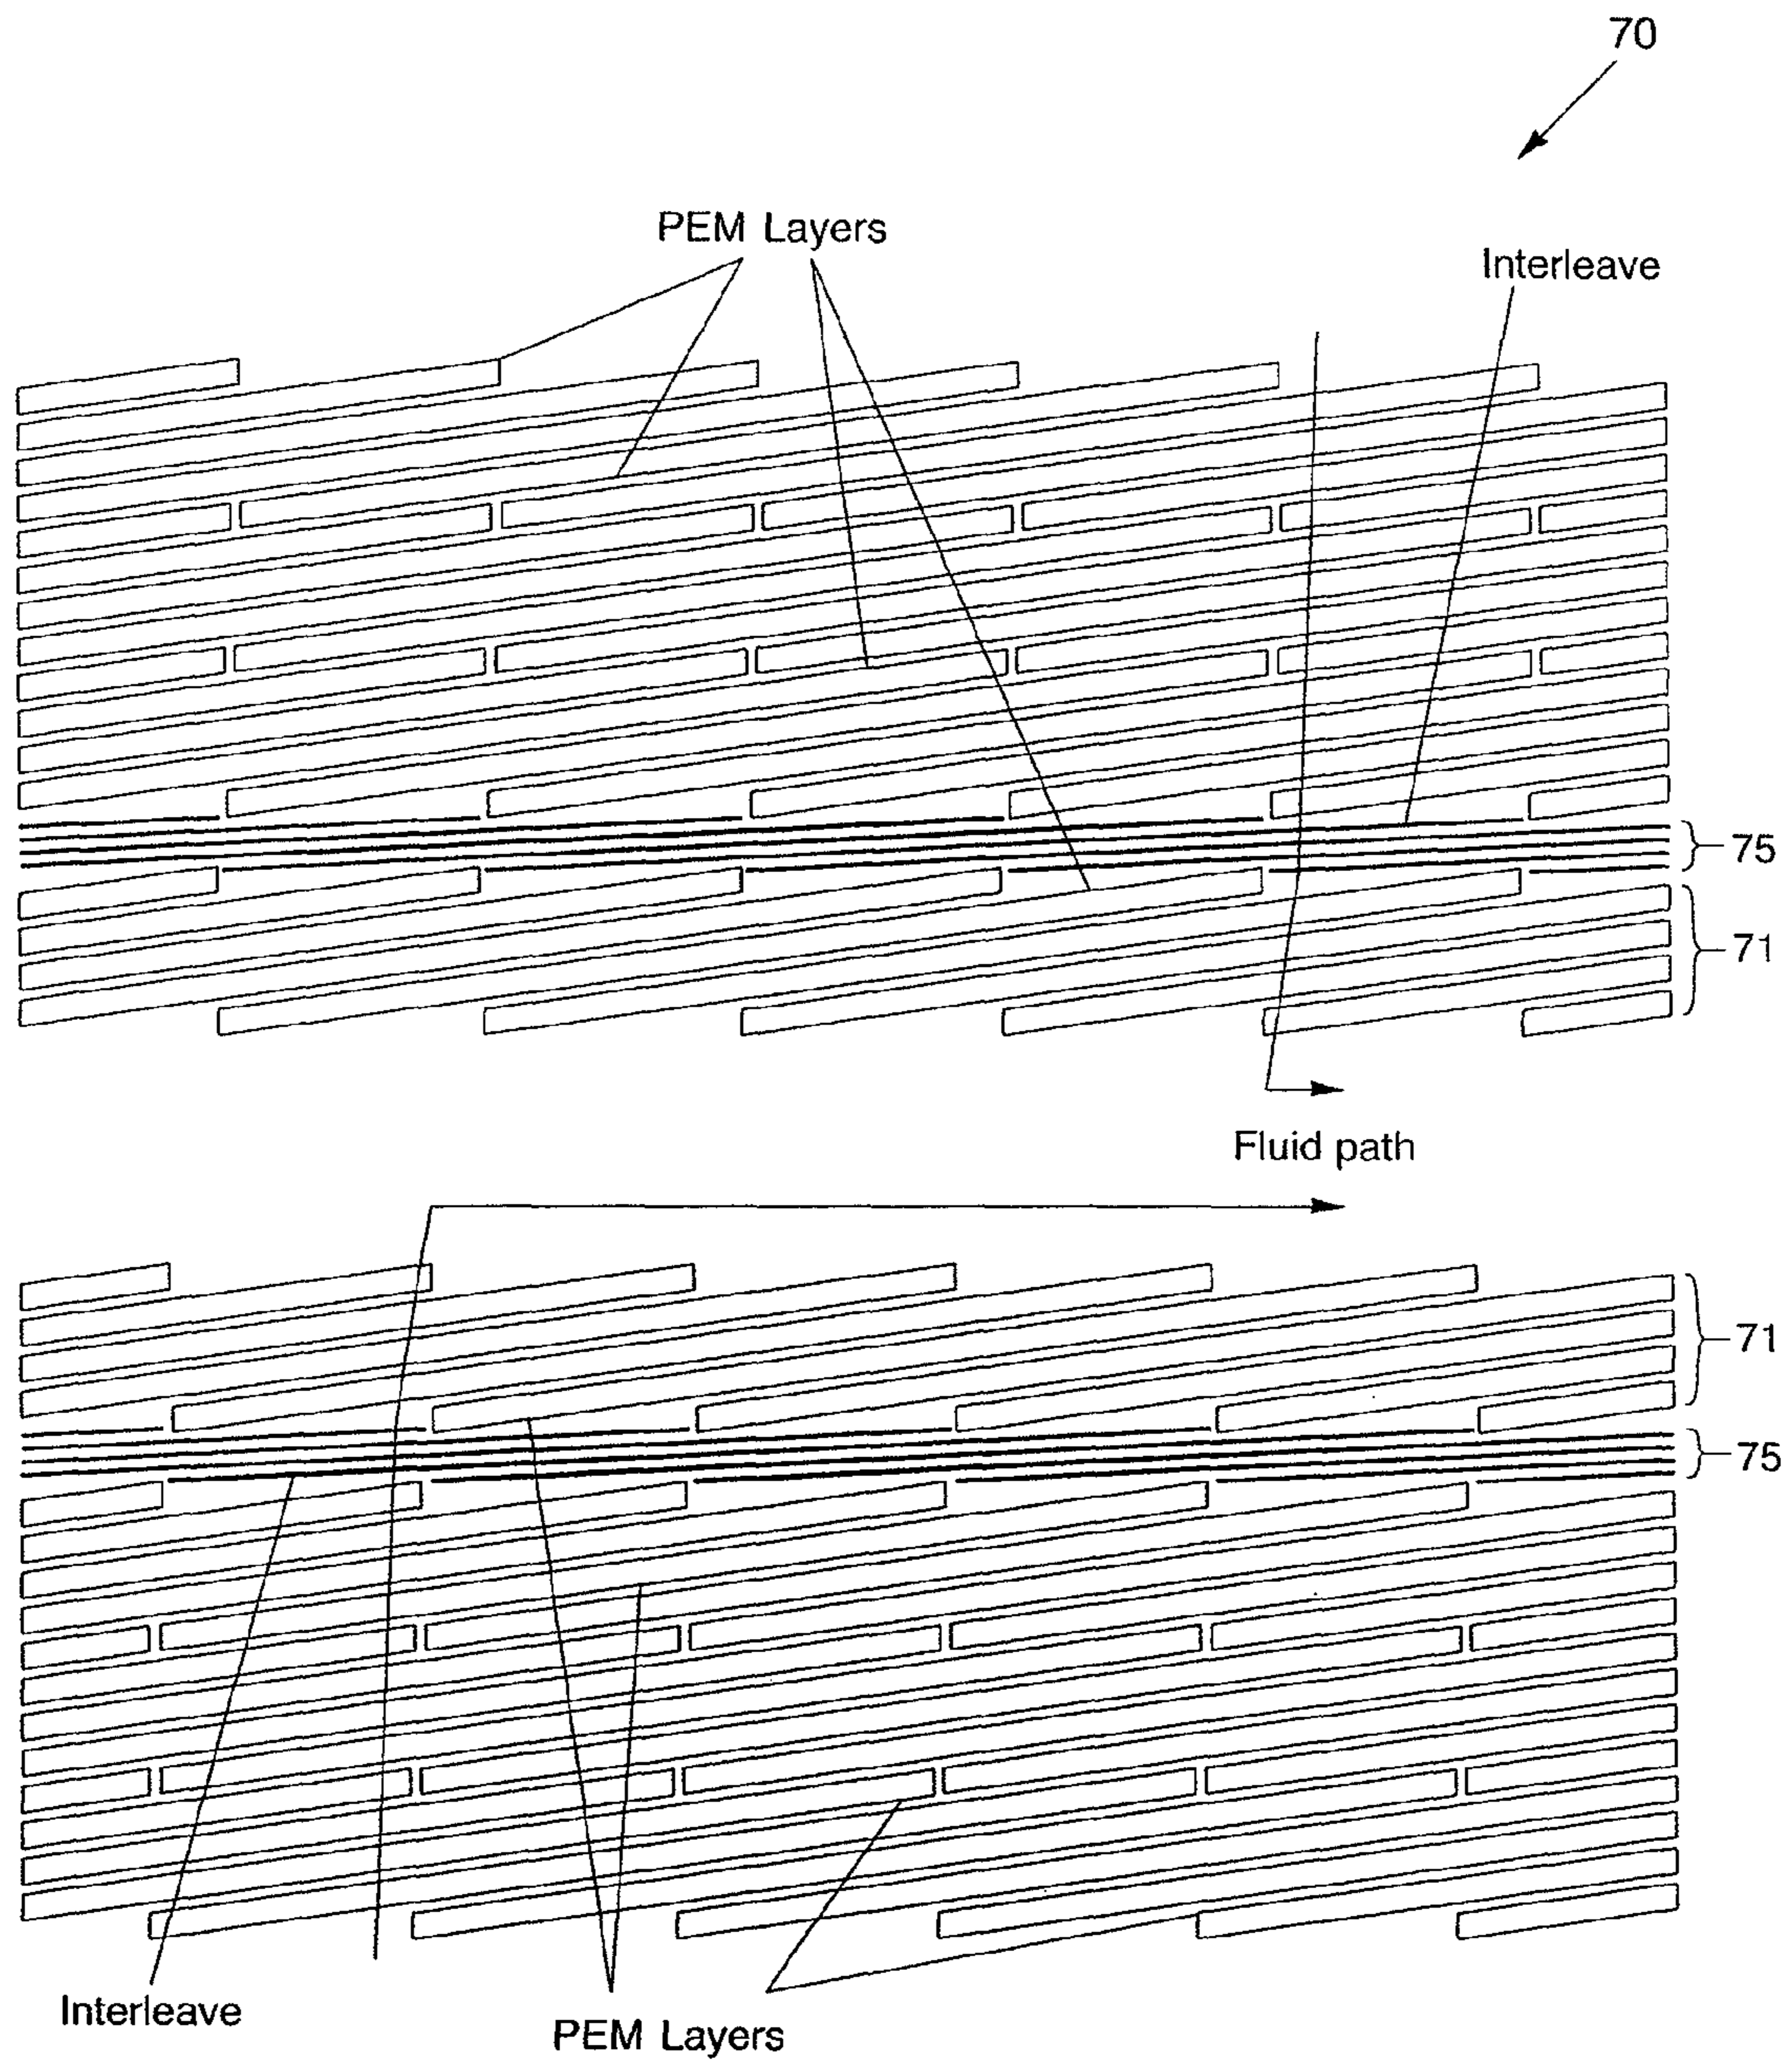 70
PEM Layers
Interleave
75
71
Fluid path
71
75
Interleave
PEM Layers